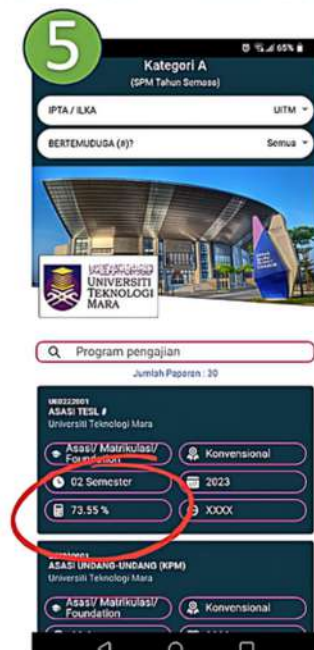 5
65%
Kategori A
(SPM Tahun Semasa)
IPTA / ILKA UiTM
BERTEMUDUGA (#)? Semua
UNIVERSITI
TEKNOLOGI
MARA
Program pengajian
Jumlah Paparan : 30
ASASI TESL #
Universiti Teknologi Mara
Asasi/ Matrikulasi/
Foundation
Konvensional
02 Semester
2023
73.55 %
XXXX
ASASI UNDANG-UNDANG (KPM)
Universiti Teknologi Mara
Asasi/ Matrikulasi/
Foundation
Konvensional